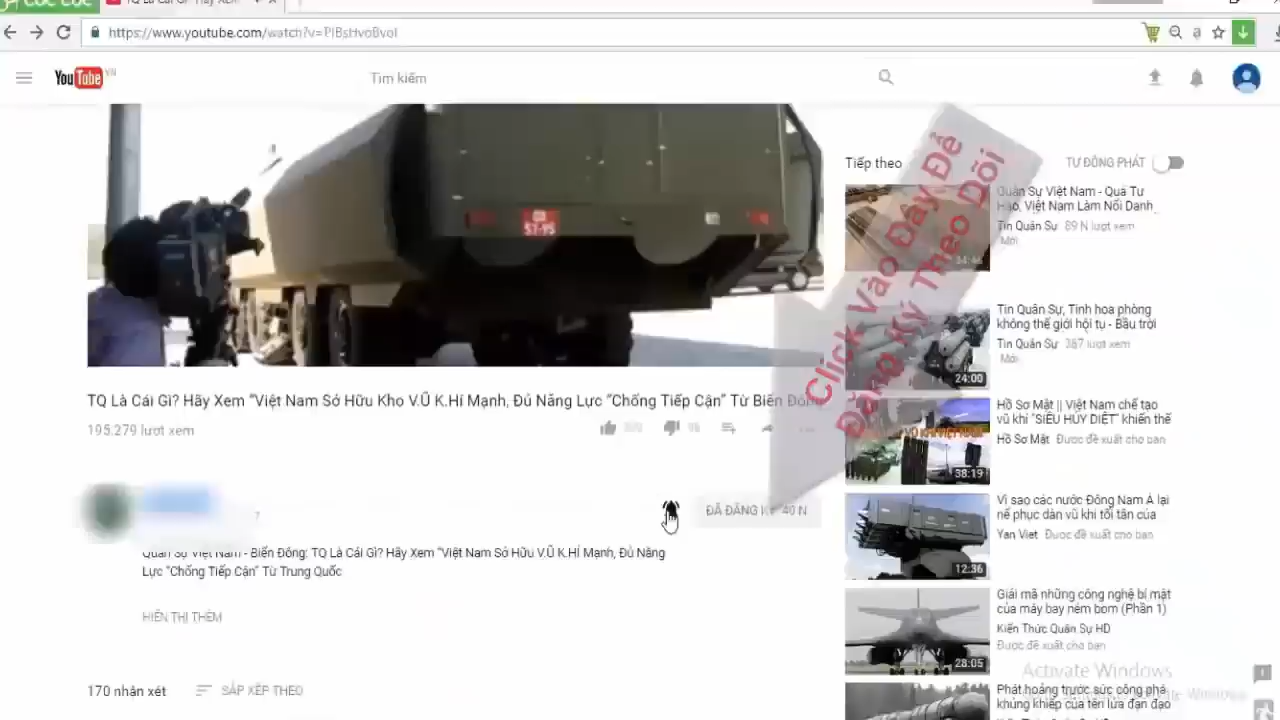 https://www.youtube.com/watch?v=
YouTube VN
Tìm kiếm
57-95
Click Vào Đây Để
Đăng Ký Theo Dõi
TQ Là Cái Gì? Hãy Xem “Việt Nam Sở Hữu Kho V.Ũ K.Hí Mạnh, Đủ Năng Lực “Chống Tiếp Cận” Từ Biển Đông
195.279 lượt xem
ĐÃ ĐĂNG KÝ 40 N
Quân Sự Việt Nam - Biển Đông: TQ Là Cái Gì? Hãy Xem “Việt Nam Sở Hữu V.Ũ K.HÍ Mạnh, Đủ Năng
Lực “Chống Tiếp Cận” Từ Trung Quốc
HIỂN THỊ THÊM
170 nhận xét
SẮP XẾP THEO
Tiếp theo
TỰ ĐỘNG PHÁT
Quân Sự Việt Nam - Quá Tự
Hào, Việt Nam Làm Nổi Danh
Tin Quân Sự 89 N lượt xem
Mới
34:46
Tin Quân Sự, Tinh hoa phòng
không thế giới hội tụ - Bầu trời
Tin Quân Sự 387 lượt xem
Mới
24:00
Hồ Sơ Mật || Việt Nam chế tạo
vũ khí “SIÊU HỦY DIỆT” khiến thế
Hồ Sơ Mật Được đề xuất cho bạn
38:19
Vì sao các nước Đông Nam Á lại
nể phục dàn vũ khí tối tân của
Yan Viet Được đề xuất cho bạn
12:36
Giải mã những công nghệ bí mật
của máy bay ném bom (Phần 1)
Kiến Thức Quân Sự HD
Được đề xuất cho bạn
28:05
Phát hoảng trước sức công phá
khủng khiếp của tên lửa đạn đạo
Activate Windows